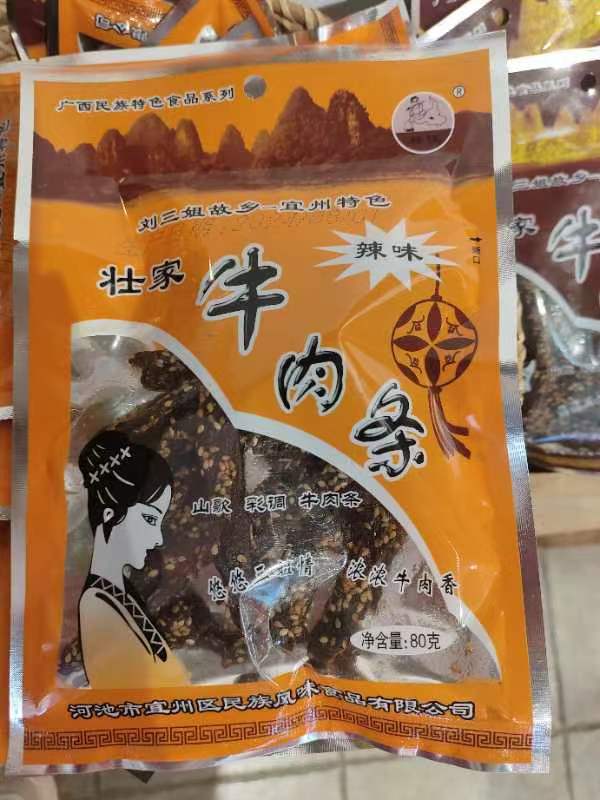 广西民族特色食品系列
®
刘三姐故乡-宜州特色
辣味
壮家
牛肉条
山歌 彩调 牛肉条
悠悠三姐情 浓浓牛肉香
净含量:80克
河池市宜州区民族风味食品有限公司
牛